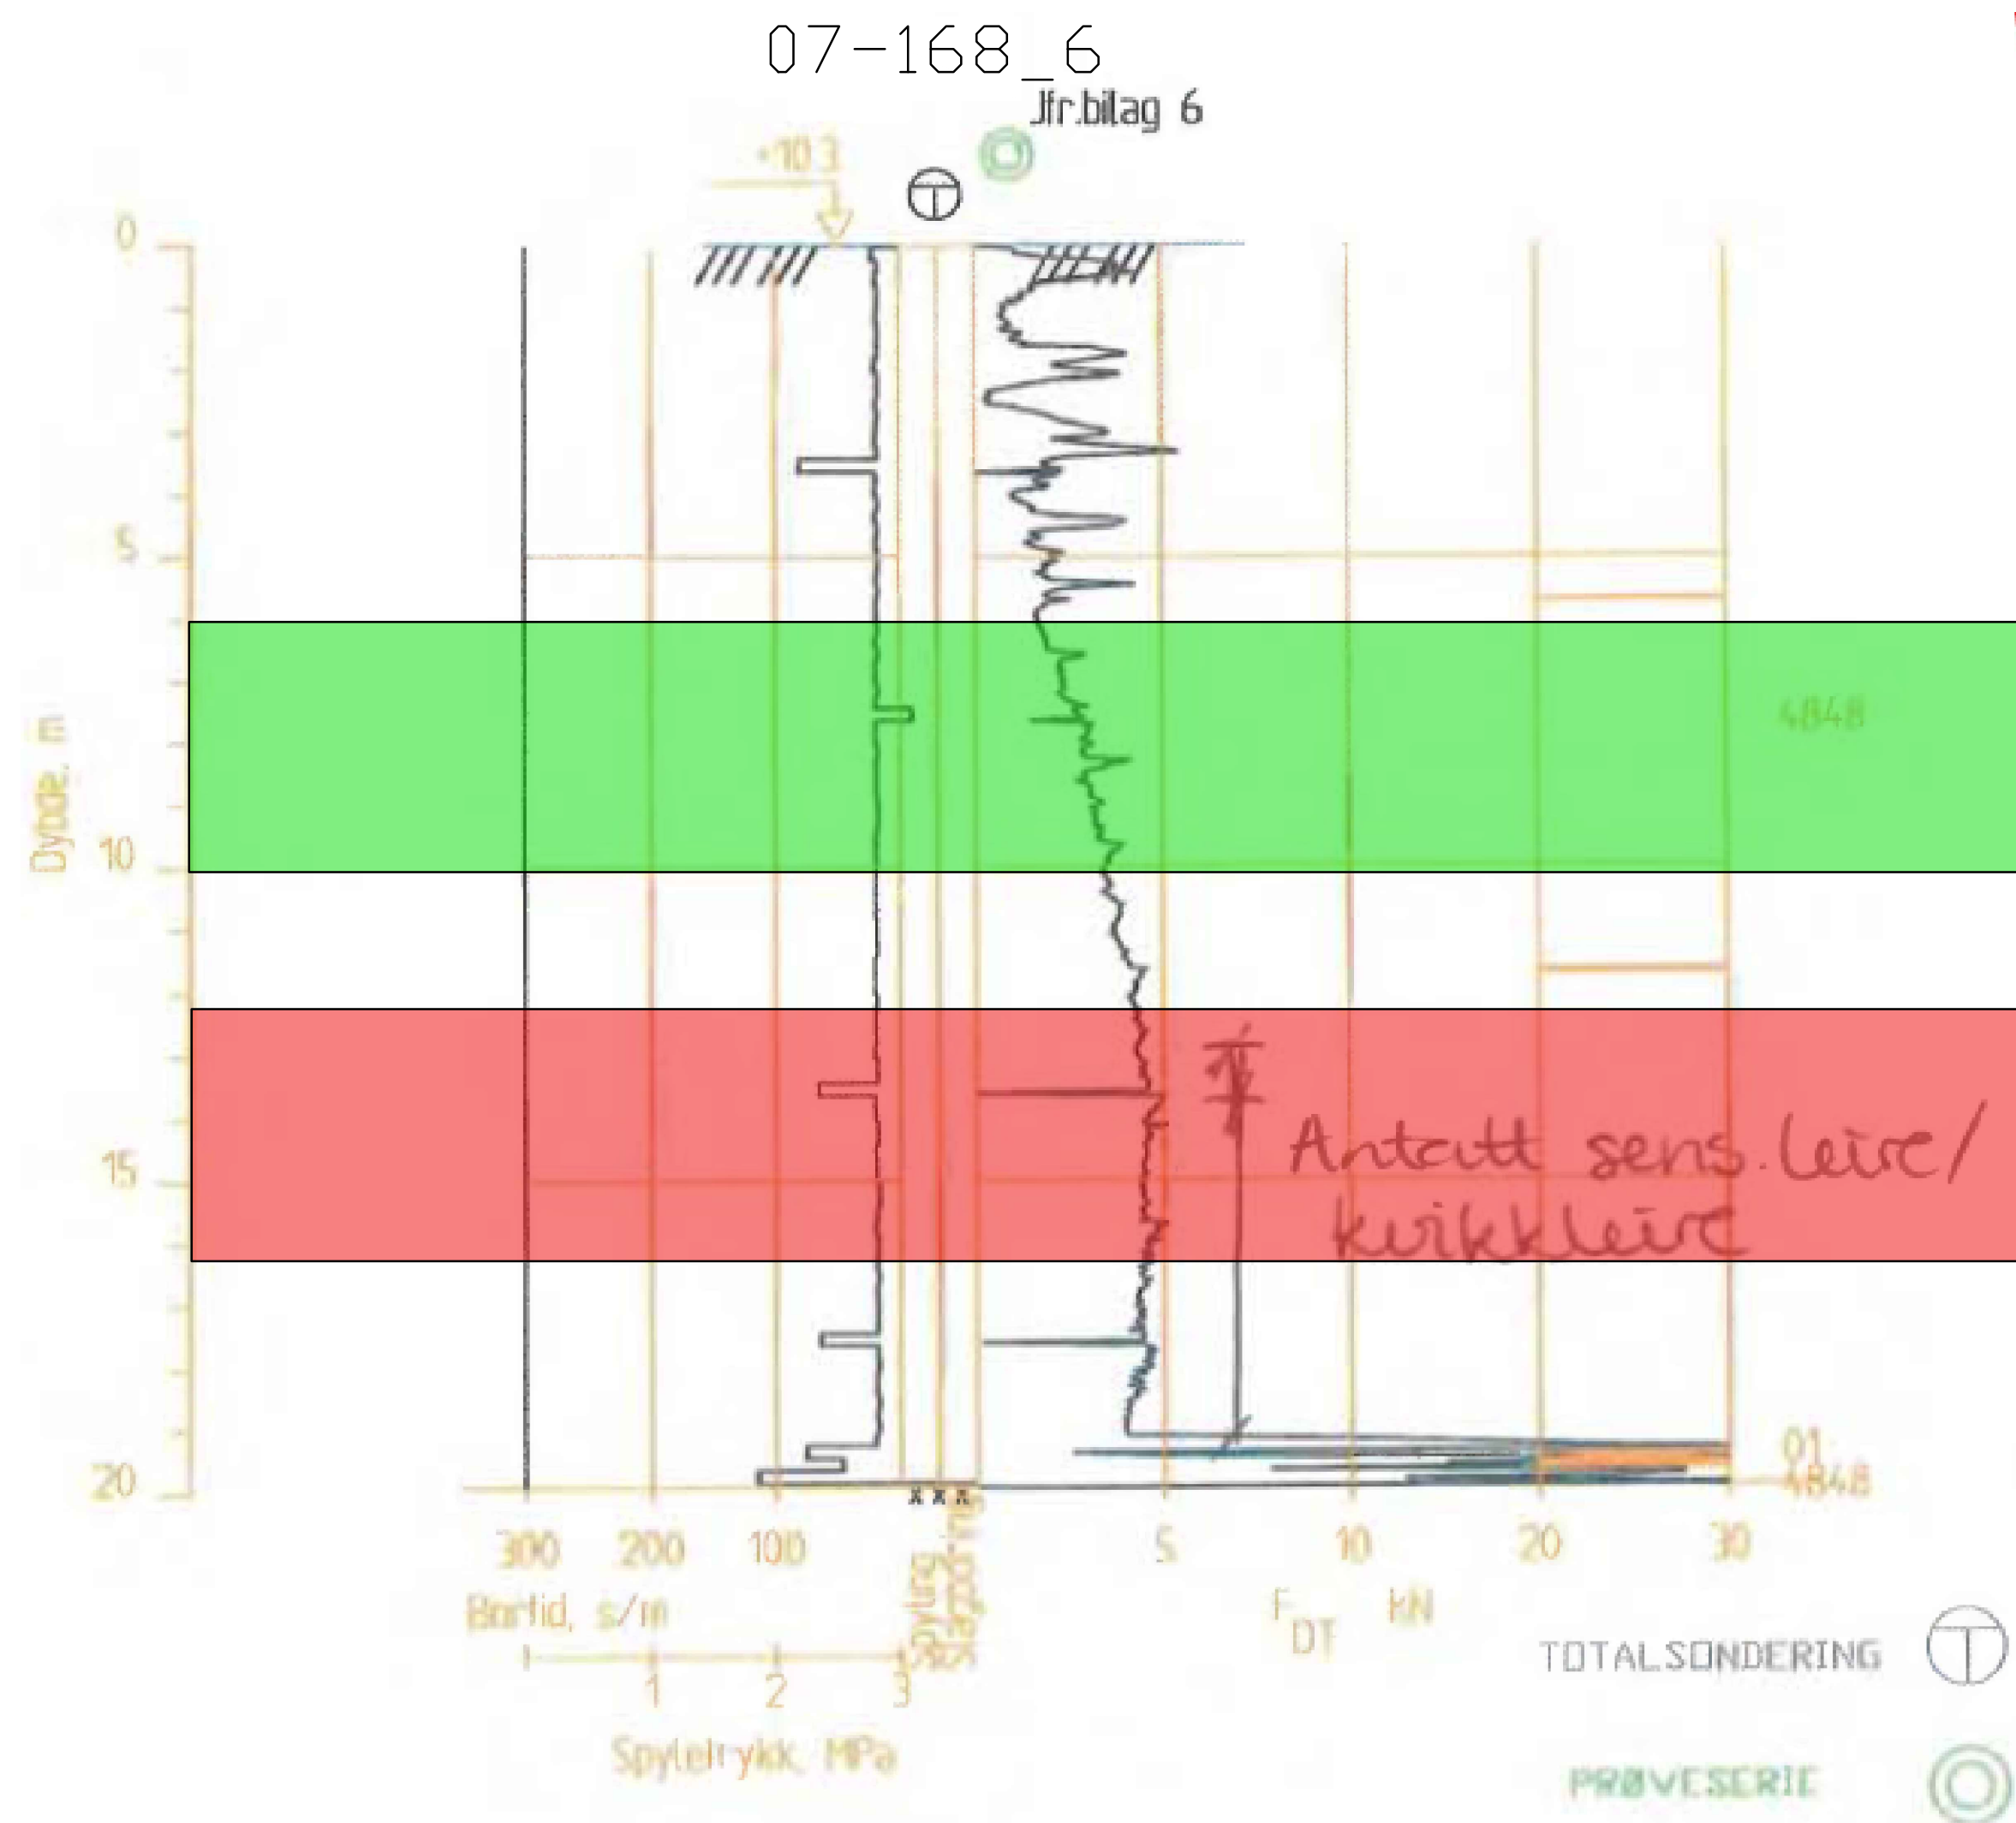 07-168_6
Jfr.bilag 6
+10.3
0
5
Dybde, m
4848
10
Antatt sens. leire/
kvikkleire
15
01
4848
20
x x x
300 200 100 5 10 20 30
Spyling
Slagboring
Bortid, s/m
F DT kN
TOTALSONDERING
1 2 3
Spyletrykk, MPa
PRØVESERIE